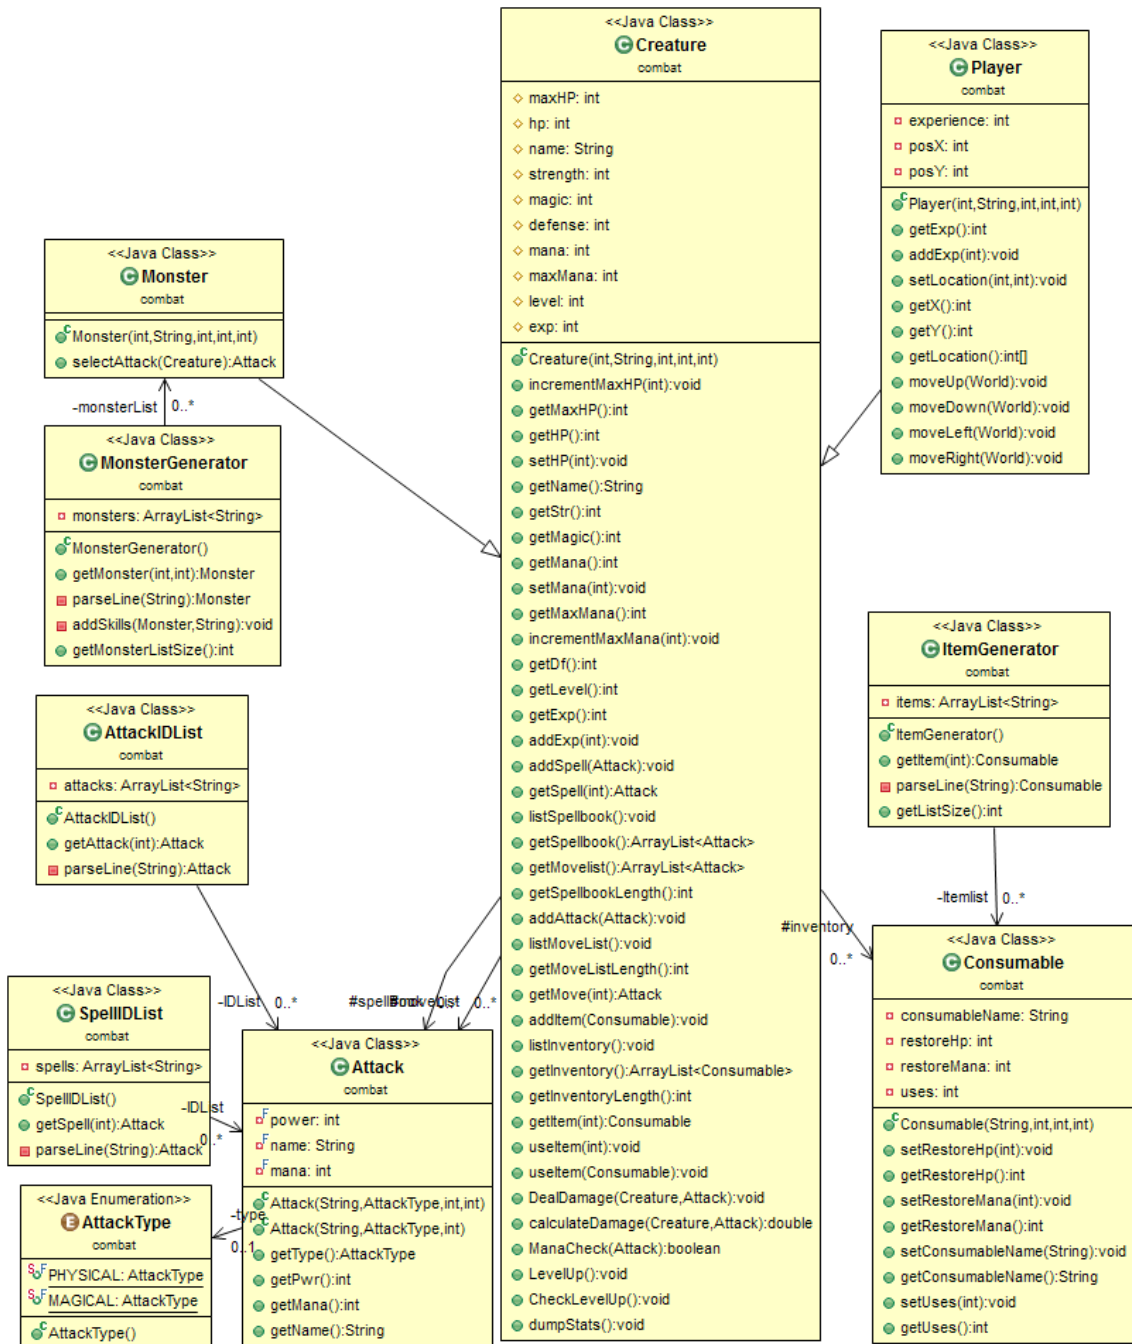 <<Java Class>>
Creature
combat
maxHP: int
hp: int
name: String
strength: int
magic: int
defense: int
mana: int
maxMana: int
level: int
exp: int
Creature(int,String,int,int,int)
incrementMaxHP(int):void
getMaxHP():int
getHP():int
setHP(int):void
getName():String
getStr():int
getMagic():int
getMana():int
setMana(int):void
getMaxMana():int
incrementMaxMana(int):void
getDf():int
getLevel():int
getExp():int
addExp(int):void
addSpell(Attack):void
getSpell(int):Attack
listSpellbook():void
getSpellbook():ArrayList<Attack>
getMovelist():ArrayList<Attack>
getSpellbookLength():int
addAttack(Attack):void
listMoveList():void
getMoveListLength():int
getMove(int):Attack
addItem(Consumable):void
listInventory():void
getInventory():ArrayList<Consumable>
getInventoryLength():int
getItem(int):Consumable
useItem(int):void
useItem(Consumable):void
DealDamage(Creature,Attack):void
calculateDamage(Creature,Attack):double
ManaCheck(Attack):boolean
LevelUp():void
CheckLevelUp():void
dumpStats():void
<<Java Class>>
Player
combat
experience: int
posX: int
posY: int
Player(int,String,int,int,int)
getExp():int
addExp(int):void
setLocation(int,int):void
getX():int
getY():int
getLocation():int[]
moveUp(World):void
moveDown(World):void
moveLeft(World):void
moveRight(World):void
<<Java Class>>
Monster
combat
Monster(int,String,int,int,int)
selectAttack(Creature):Attack
-monsterList 0..*
<<Java Class>>
MonsterGenerator
combat
monsters: ArrayList<String>
MonsterGenerator()
getMonster(int,int):Monster
parseLine(String):Monster
addSkills(Monster,String):void
getMonsterListSize():int
<<Java Class>>
AttackIDList
combat
attacks: ArrayList<String>
AttackIDList()
getAttack(int):Attack
parseLine(String):Attack
-IDList 0..*
<<Java Class>>
SpellIDList
combat
spells: ArrayList<String>
SpellIDList()
getSpell(int):Attack
parseLine(String):Attack
-IDList
0..*
<<Java Enumeration>>
AttackType
combat
PHYSICAL: AttackType
MAGICAL: AttackType
AttackType()
-type
0..1
#spellBook
#moveList 0..*
<<Java Class>>
Attack
combat
power: int
name: String
mana: int
Attack(String,AttackType,int,int)
Attack(String,AttackType,int)
getType():AttackType
getPwr():int
getMana():int
getName():String
<<Java Class>>
ItemGenerator
combat
items: ArrayList<String>
ItemGenerator()
getItem(int):Consumable
parseLine(String):Consumable
getListSize():int
-Itemlist 0..*
#inventory
0..*
<<Java Class>>
Consumable
combat
consumableName: String
restoreHp: int
restoreMana: int
uses: int
Consumable(String,int,int,int)
setRestoreHp(int):void
getRestoreHp():int
setRestoreMana(int):void
getRestoreMana():int
setConsumableName(String):void
getConsumableName():String
setUses(int):void
getUses():int